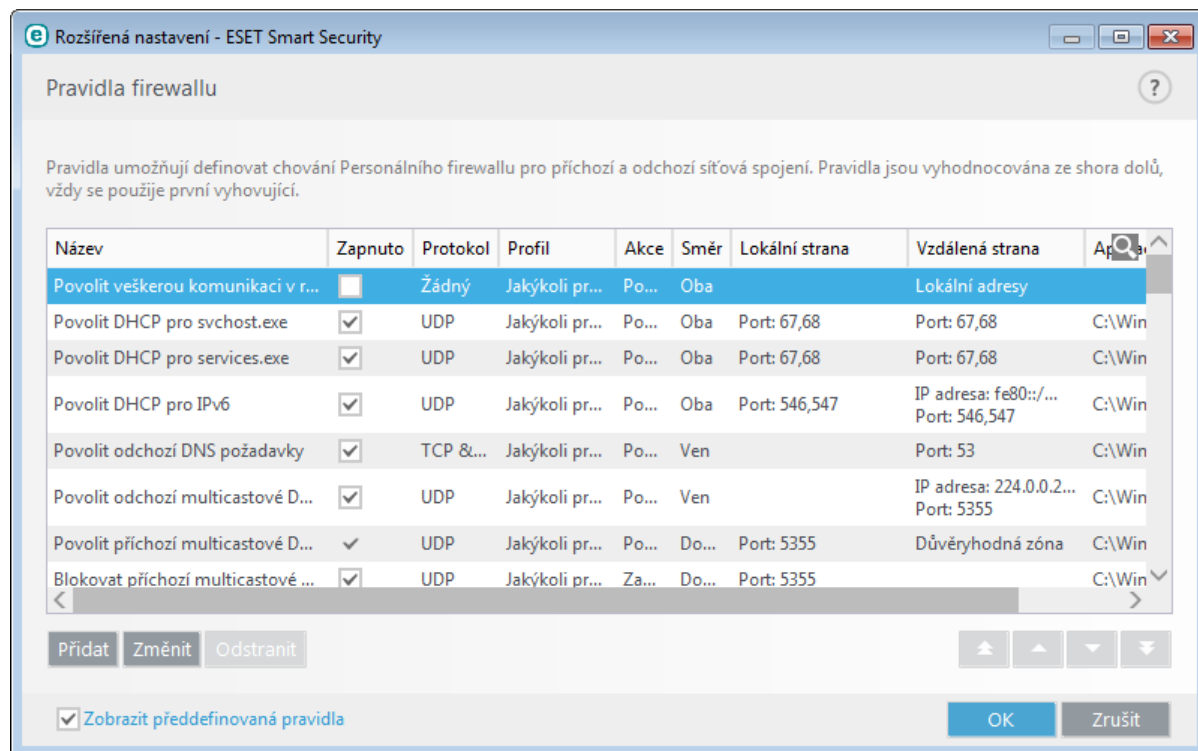 Rozšířená nastavení - ESET Smart Security
Pravidla firewallu
?
Pravidla umožňují definovat chování Personálního firewallu pro příchozí a odchozí síťová spojení. Pravidla jsou vyhodnocována ze shora dolů,
vždy se použije první vyhovující.
Název Zapnuto Protokol Profil Akce Směr Lokální strana Vzdálená strana
Povolit veškerou komunikaci v r... Žádný Jakýkoli pr... Po... Oba Lokální adresy
Povolit DHCP pro svchost.exe UDP Jakýkoli pr... Po... Oba Port: 67,68 Port: 67,68 C:\Win
Povolit DHCP pro services.exe UDP Jakýkoli pr... Po... Oba Port: 67,68 Port: 67,68 C:\Win
Povolit DHCP pro IPv6 UDP Jakýkoli pr... Po... Oba Port: 546,547 IP adresa: fe80::/... C:\Win
Port: 546,547
Povolit odchozí DNS požadavky TCP &... Jakýkoli pr... Po... Ven Port: 53 C:\Win
Povolit odchozí multicastové D... UDP Jakýkoli pr... Po... Ven IP adresa: 224.0.0.2... C:\Win
Port: 5355
Povolit příchozí multicastové D... UDP Jakýkoli pr... Po... Do... Port: 5355 Důvěryhodná zóna C:\Win
Blokovat příchozí multicastové ... UDP Jakýkoli pr... Za... Do... Port: 5355 C:\Win
Přidat Změnit Odstranit
Zobrazit předdefinovaná pravidla OK Zrušit